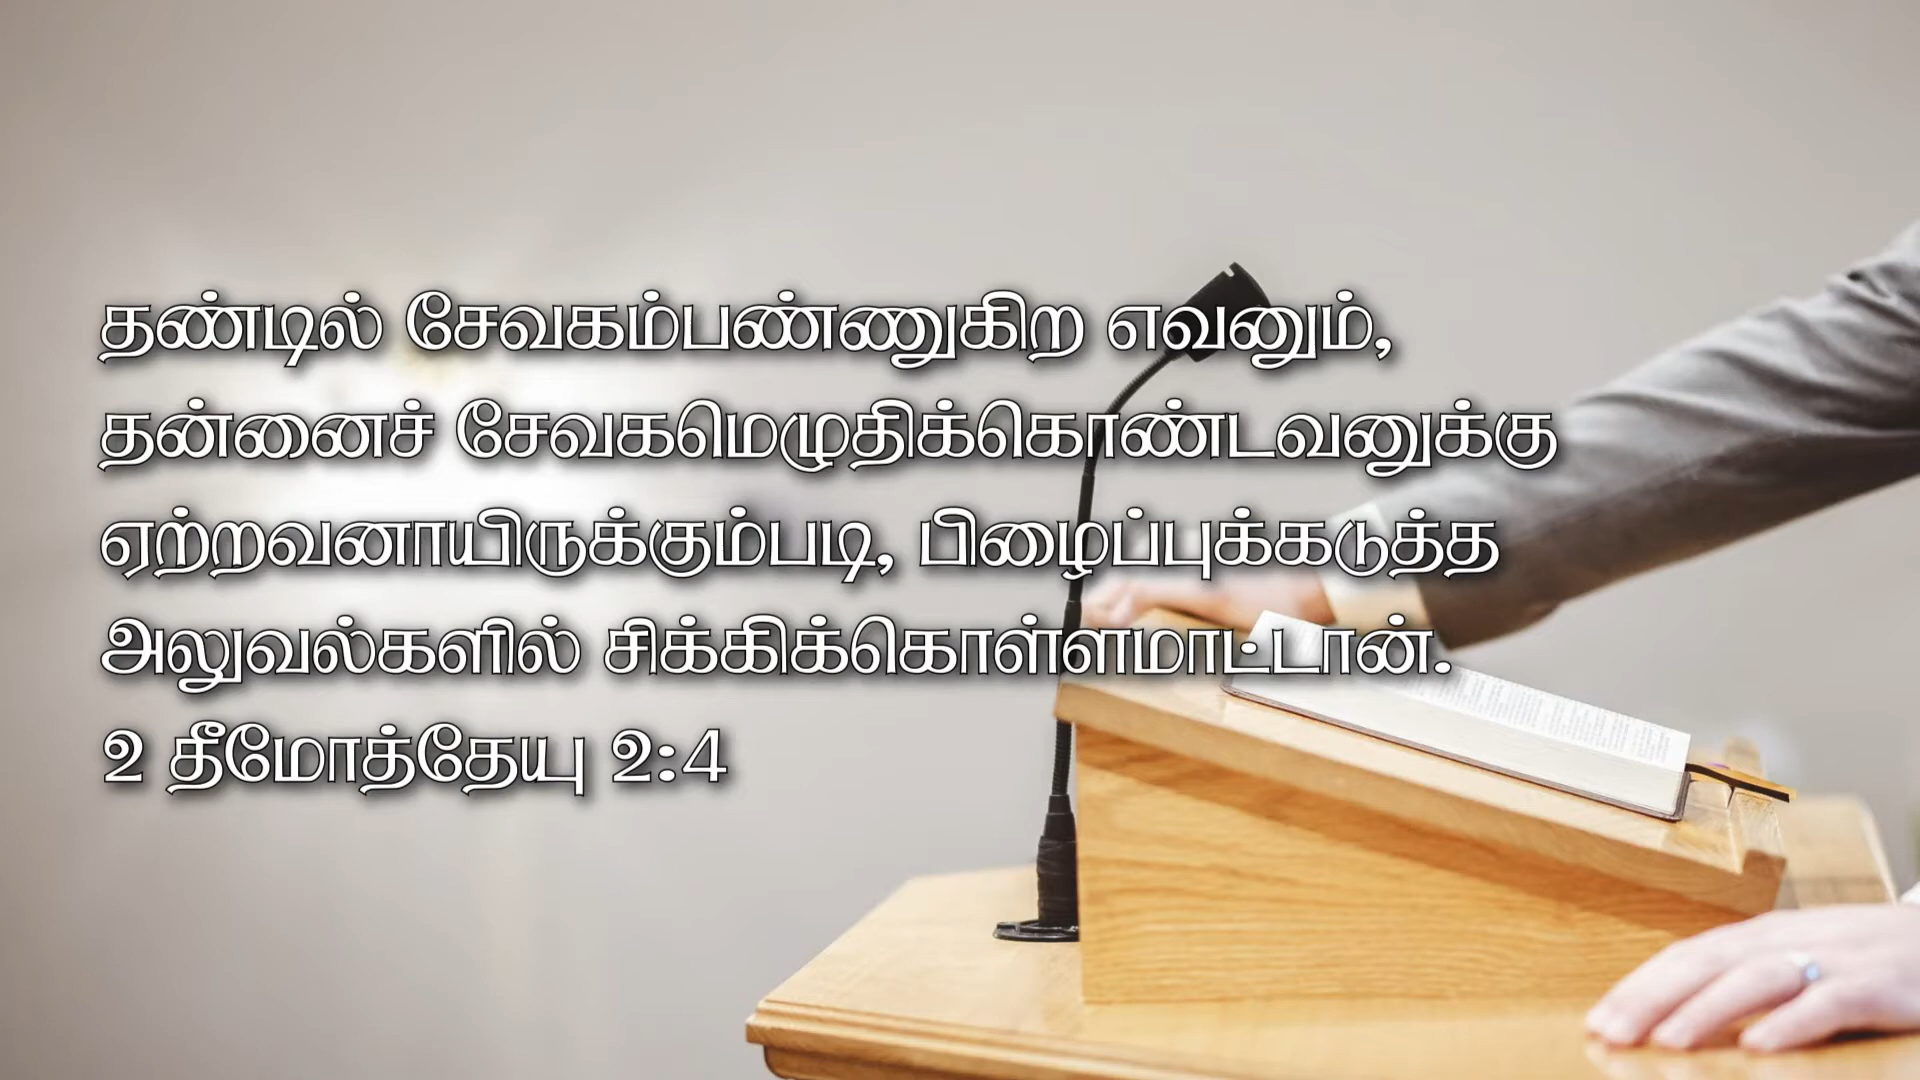 தண்டில் சேவகம்பண்ணுகிற எவனும்,
தன்னைச் சேவகமெழுதிக்கொண்டவனுக்கு
ஏற்றவனாயிருக்கும்படி, பிழைப்புக்கடுத்த
அலுவல்களில் சிக்கிக்கொள்ளமாட்டான்.
2 தீமோத்தேயு 2:4